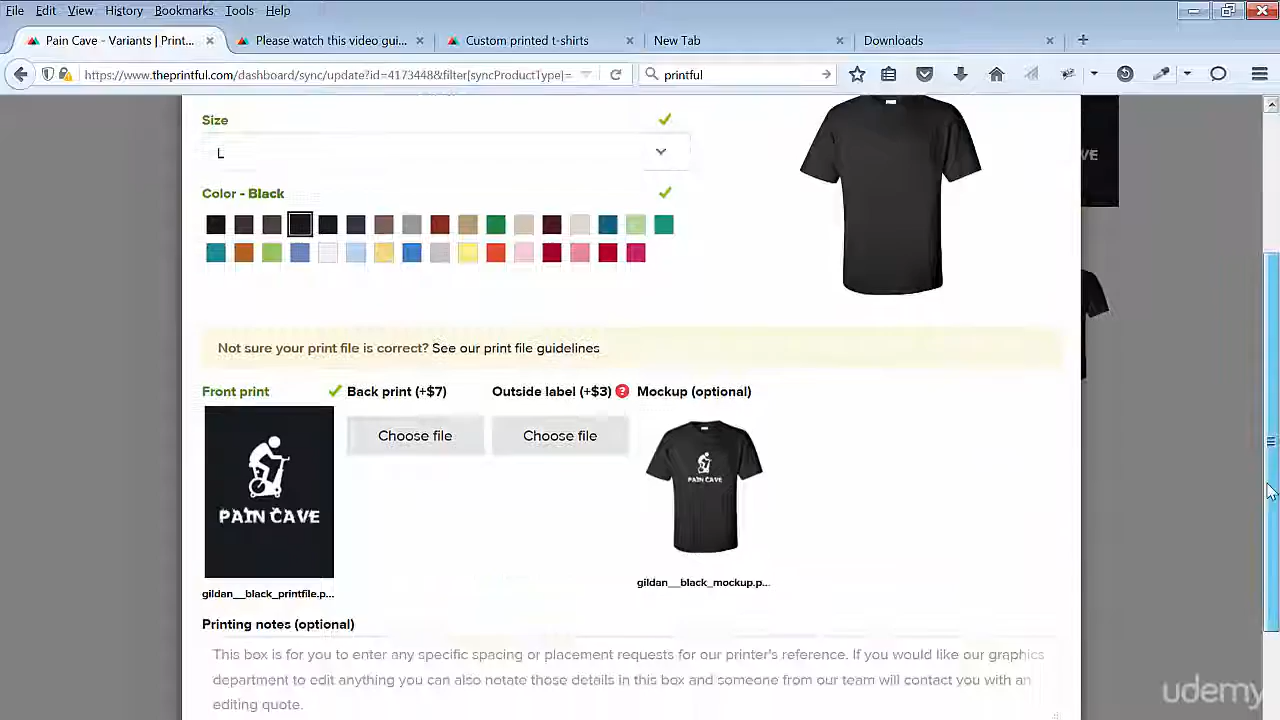 File Edit View History Bookmarks Tools Help
Pain Cave - Variants | Print... × Please watch this video gui... × Custom printed t-shirts × New Tab × Downloads × +
https://www.theprintful.com/dashboard/sync/update?id=4173448&filter[syncProductType]= printful
Size
L
Color - Black
VE
Not sure your print file is correct? See our print file guidelines
Front print Back print (+$7) Outside label (+$3) ? Mockup (optional)
Choose file Choose file
PAIN CAVE
PAIN CAVE
gildan__black_mockup.p...
gildan__black_printfile.p...
Printing notes (optional)
This box is for you to enter any specific spacing or placement requests for our printer's reference. If you would like our graphics
department to edit anything you can also notate those details in this box and someone from our team will contact you with an
editing quote.
udemy